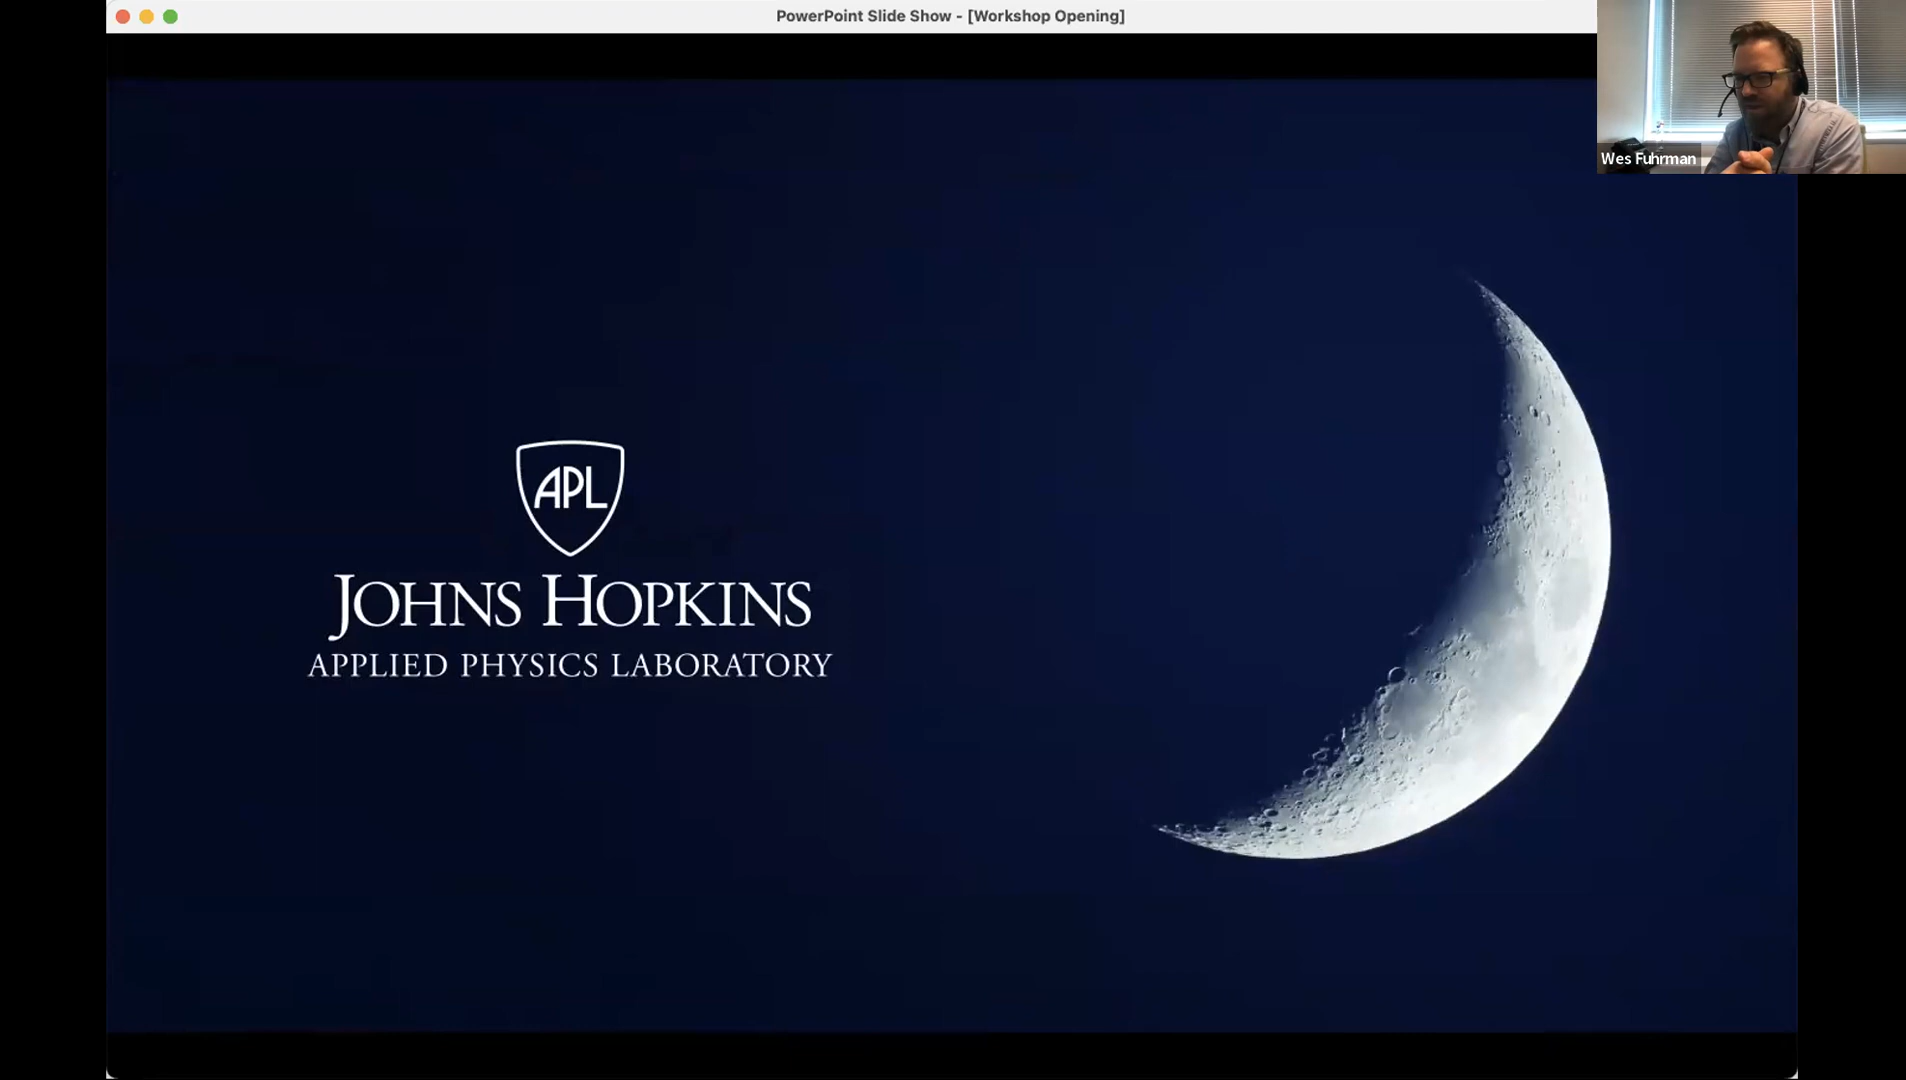 PowerPoint Slide Show - [Workshop Opening]
Wes Fuhrman
APL
JOHNS HOPKINS
APPLIED PHYSICS LABORATORY